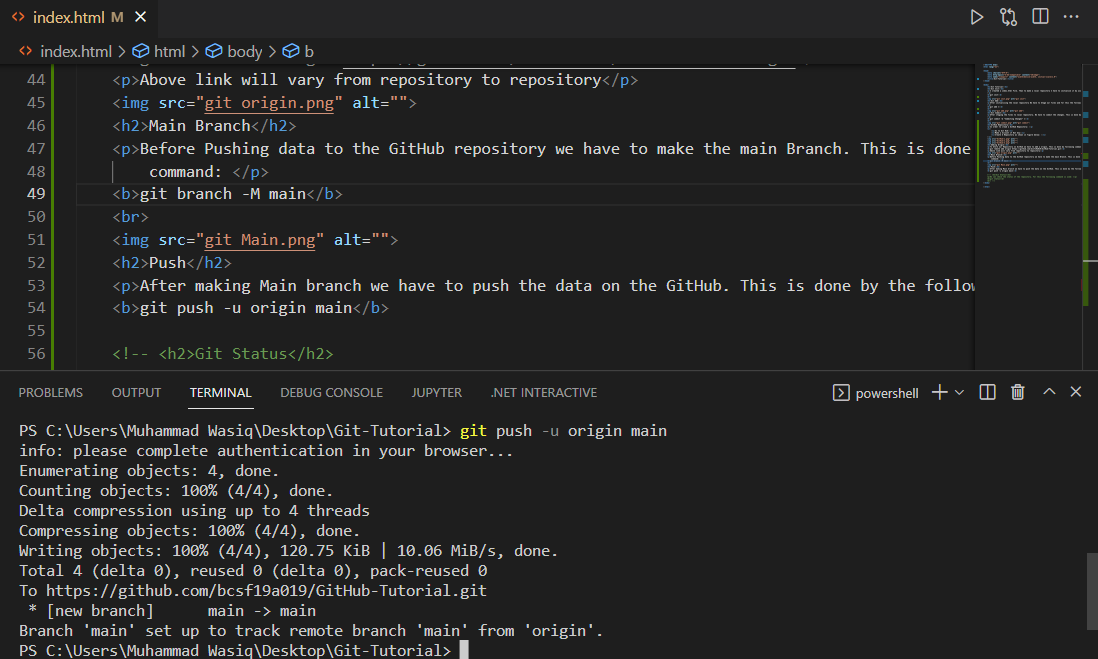 index.html M
index.html > html > body > b
44 <p>Above link will vary from repository to repository</p>
45 <img src="git origin.png" alt="">
46 <h2>Main Branch</h2>
47 <p>Before Pushing data to the GitHub repository we have to make the main Branch. This is done
48 command: </p>
49 <b>git branch -M main</b>
50 <br>
51 <img src="git Main.png" alt="">
52 <h2>Push</h2>
53 <p>After making Main branch we have to push the data on the GitHub. This is done by the follow
54 <b>git push -u origin main</b>
55
56 <!-- <h2>Git Status</h2>
PROBLEMS OUTPUT TERMINAL DEBUG CONSOLE JUPYTER .NET INTERACTIVE powershell
PS C:\Users\Muhammad Wasiq\Desktop\Git-Tutorial> git push -u origin main
info: please complete authentication in your browser...
Enumerating objects: 4, done.
Counting objects: 100% (4/4), done.
Delta compression using up to 4 threads
Compressing objects: 100% (4/4), done.
Writing objects: 100% (4/4), 120.75 KiB | 10.06 MiB/s, done.
Total 4 (delta 0), reused 0 (delta 0), pack-reused 0
To https://github.com/bcsf19a019/GitHub-Tutorial.git
* [new branch] main -> main
Branch 'main' set up to track remote branch 'main' from 'origin'.
PS C:\Users\Muhammad Wasiq\Desktop\Git-Tutorial>